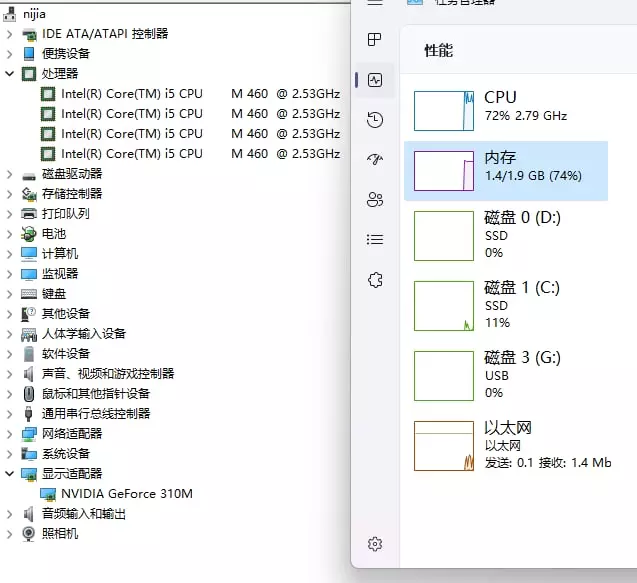 nijia
IDE ATA/ATAPI 控制器
便携设备
处理器
Intel(R) Core(TM) i5 CPU M 460 @ 2.53GHz
Intel(R) Core(TM) i5 CPU M 460 @ 2.53GHz
Intel(R) Core(TM) i5 CPU M 460 @ 2.53GHz
Intel(R) Core(TM) i5 CPU M 460 @ 2.53GHz
磁盘驱动器
存储控制器
打印队列
电池
计算机
监视器
键盘
其他设备
人体学输入设备
软件设备
声音、视频和游戏控制器
鼠标和其他指针设备
通用串行总线控制器
网络适配器
系统设备
显示适配器
NVIDIA GeForce 310M
音频输入和输出
照相机
任务管理器
性能
CPU
72% 2.79 GHz
内存
1.4/1.9 GB (74%)
磁盘 0 (D:)
SSD
0%
磁盘 1 (C:)
SSD
11%
磁盘 3 (G:)
USB
0%
以太网
以太网
发送: 0.1 接收: 1.4 Mb